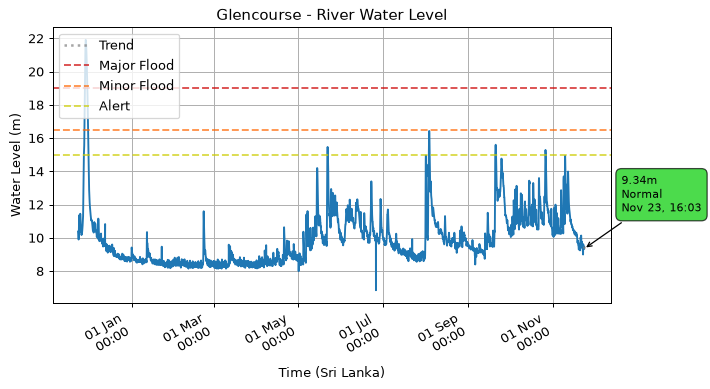 Glencourse - River Water Level
Trend
Major Flood
Minor Flood
Alert
22
20
18
16
14
12
10
8
Water Level (m)
9.34m
Normal
Nov 23, 16:03
01 Jan
00:00
01 Mar
00:00
01 May
00:00
01 Jul
00:00
01 Sep
00:00
01 Nov
00:00
Time (Sri Lanka)